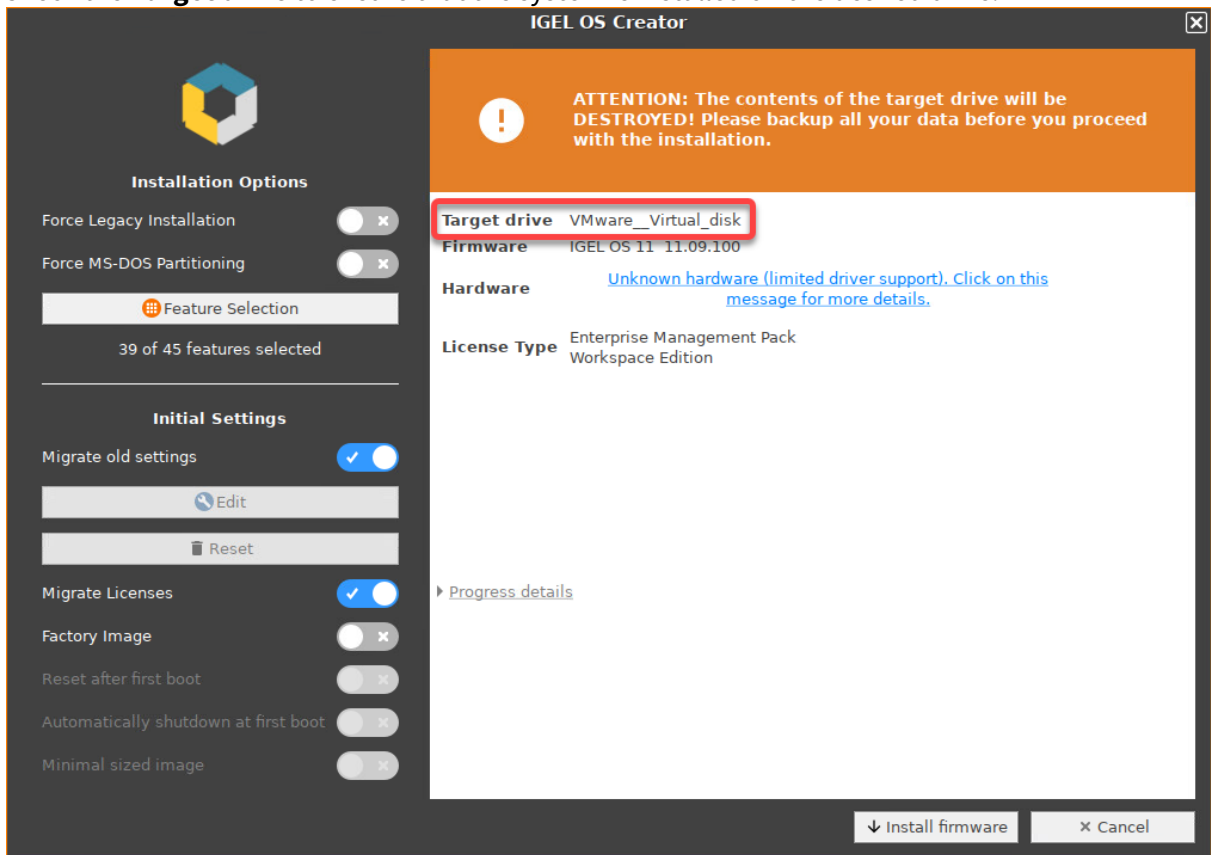 IGEL OS Creator
ATTENTION: The contents of the target drive will be
DESTROYED! Please backup all your data before you proceed
with the installation.
Installation Options
Force Legacy Installation
Force MS-DOS Partitioning
Feature Selection
39 of 45 features selected
Initial Settings
Migrate old settings
Edit
Reset
Migrate Licenses
Factory Image
Reset after first boot
Automatically shutdown at first boot
Minimal sized image
Target drive VMware__Virtual_disk
Firmware IGEL OS 11 11.09.100
Hardware Unknown hardware (limited driver support). Click on this
message for more details.
License Type Enterprise Management Pack
Workspace Edition
Progress details
Install firmware
Cancel